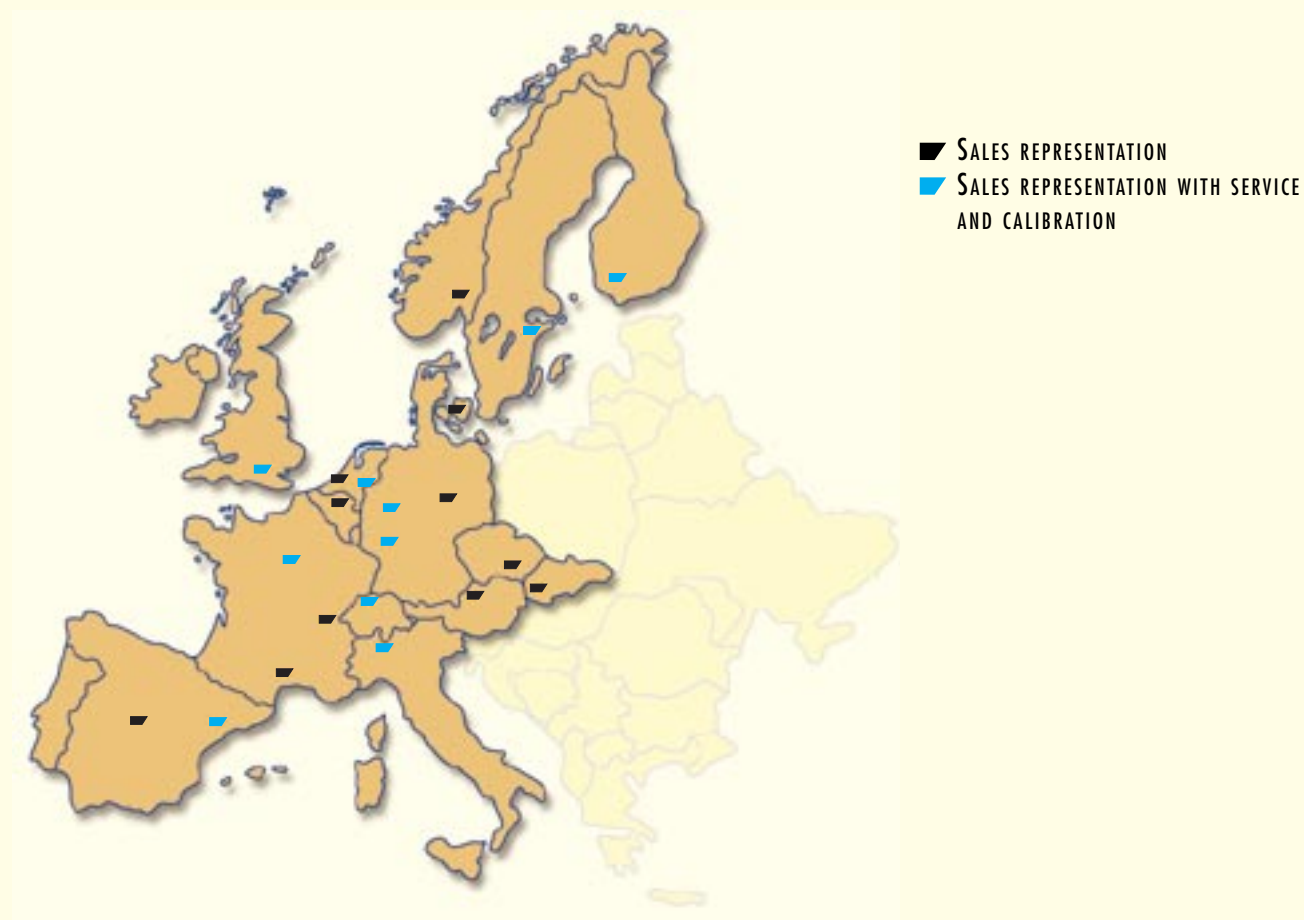 Sales representation
Sales representation with service
and calibration